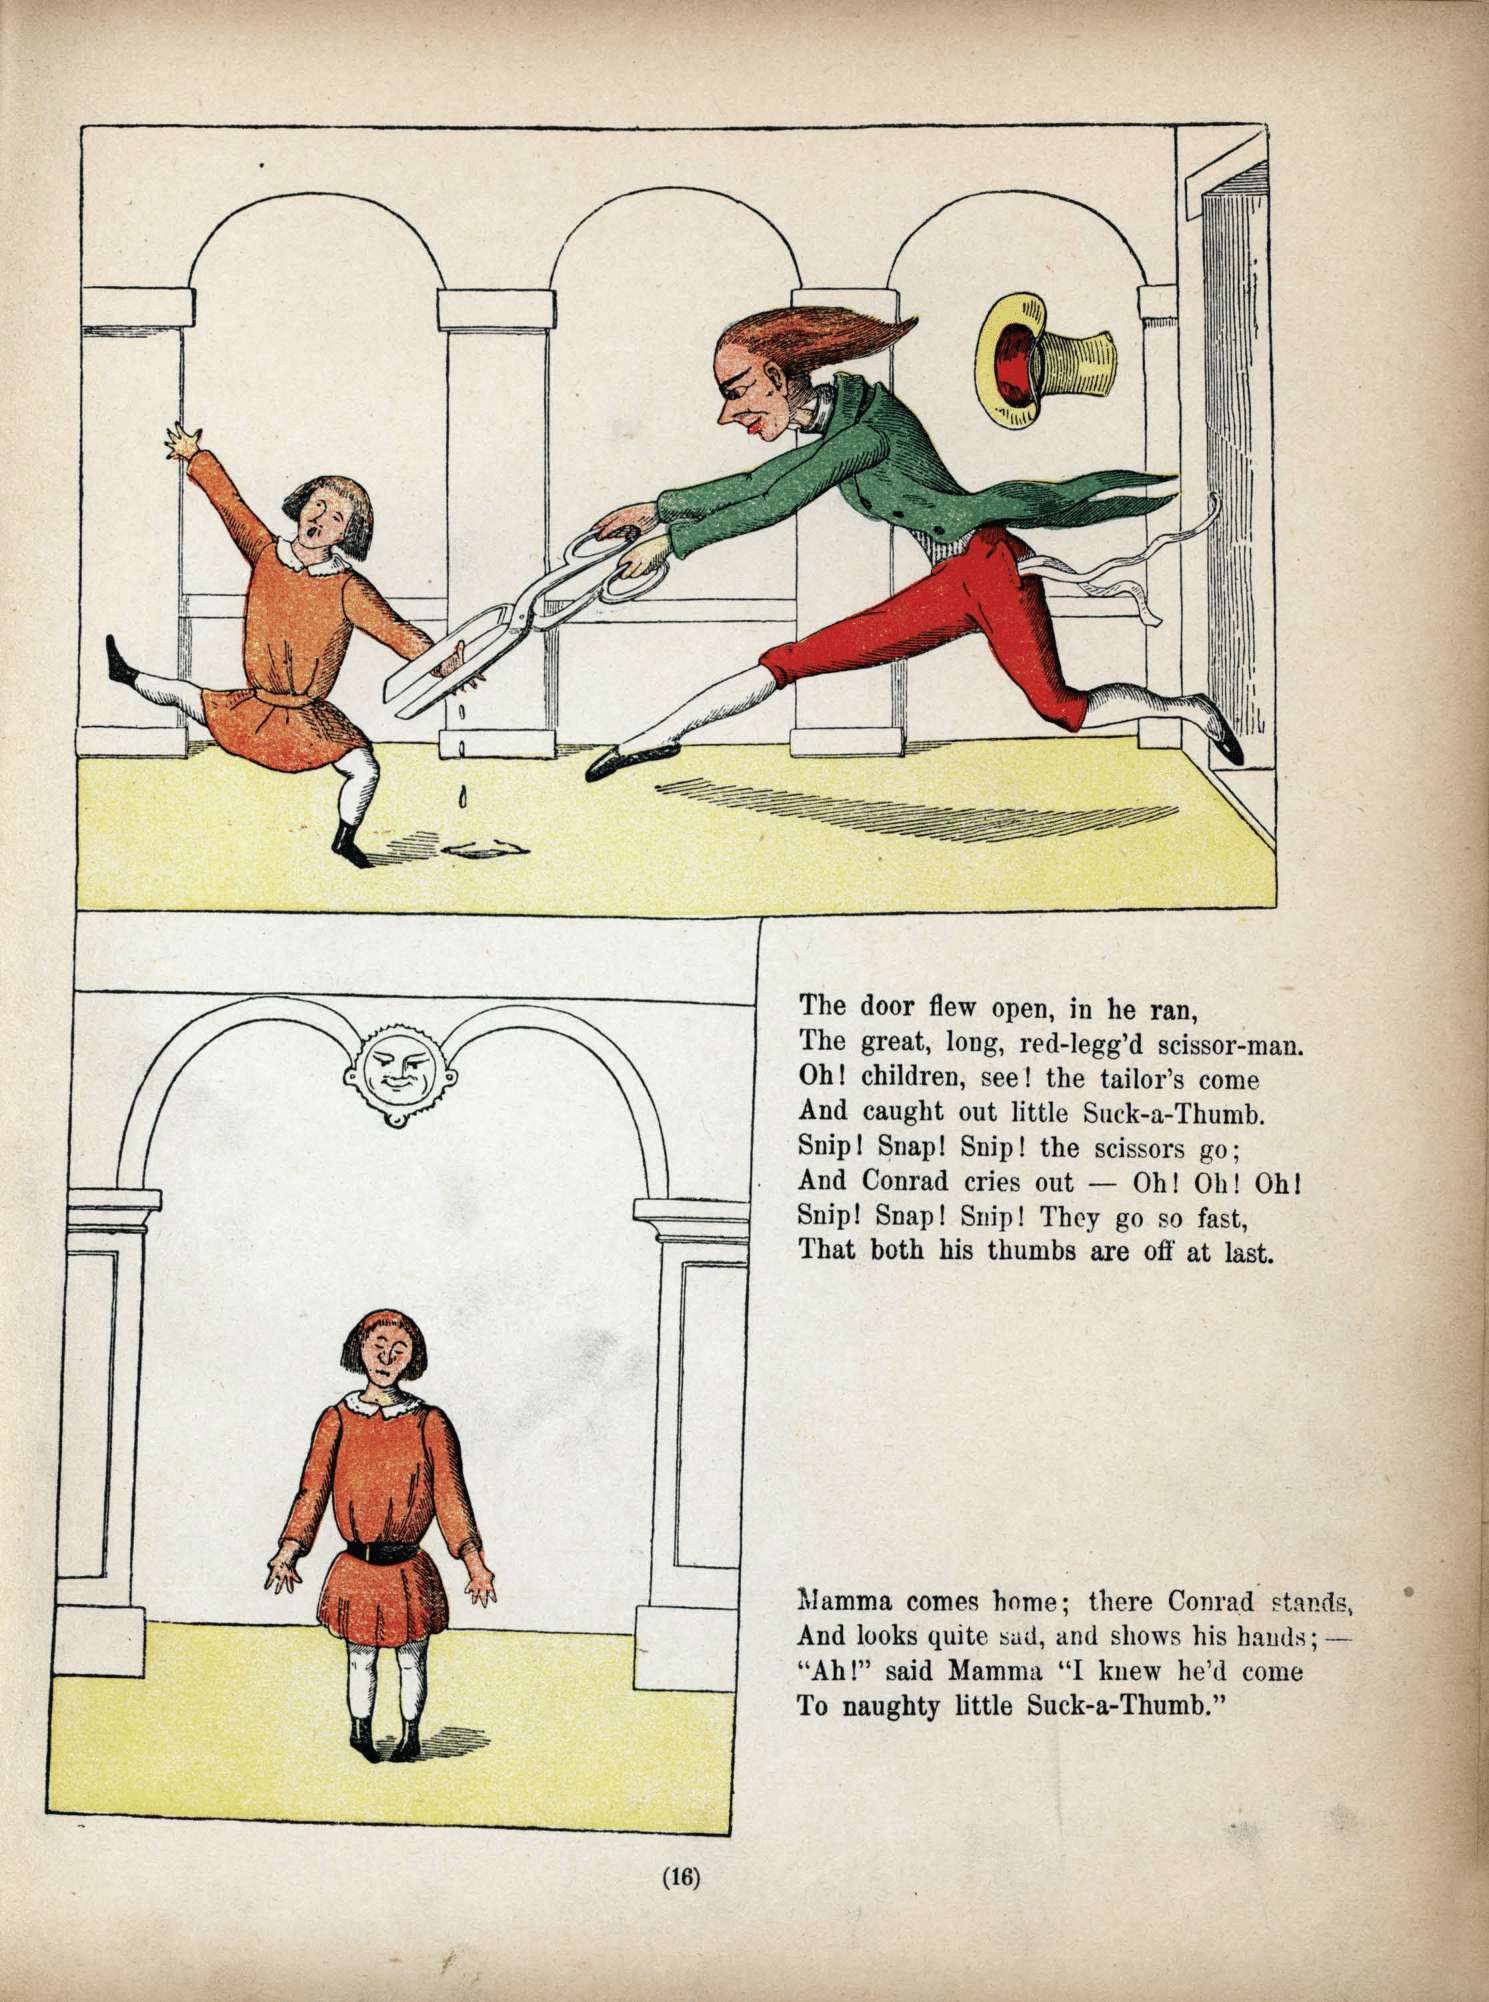 The door flew open, in he ran,
The great, long, red-legg'd scissor-man.
Oh! children, see! the tailor's come
And caught out little Suck-a-Thumb.
Snip! Snap! Snip! the scissors go;
And Conrad cries out — Oh! Oh! Oh!
Snip! Snap! Snip! They go so fast,
That both his thumbs are off at last.
Mamma comes home; there Conrad stands,
And looks quite sad, and shows his hands; —
“Ah!” said Mamma “I knew he'd come
To naughty little Suck-a-Thumb.”
(16)